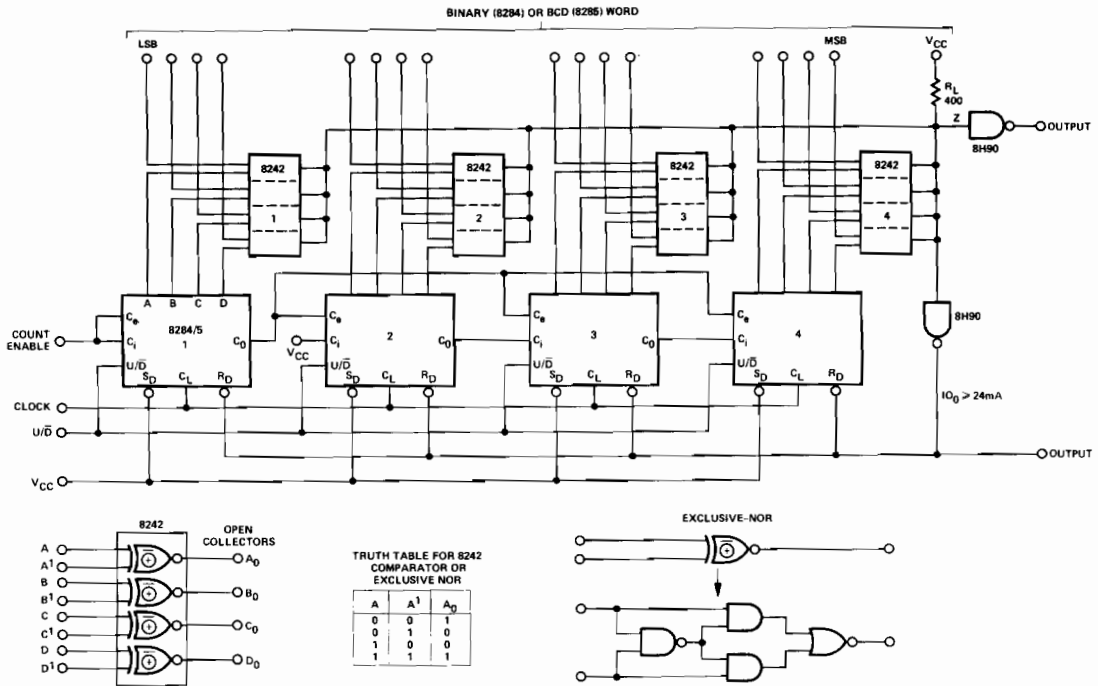 BINARY (8284) OR BCD (8285) WORD
LSB
MSB
VCC
RL
400
Z
8H90
OUTPUT
8242
1
8242
2
8242
3
8242
4
A B C D
Ce
Ci
U/D̅
8284/5
1
C0
SD CL RD
Ce
Ci
VCC
U/D̅
2
C0
SD CL RD
Ce
Ci
U/D̅
3
C0
SD CL RD
Ce
Ci
U/D̅
4
SD CL RD
8H90
IO0 ⩾ 24mA
COUNT
ENABLE
CLOCK
U/D̅
VCC
OUTPUT
8242
OPEN
COLLECTORS
A
A1
A0
B
B1
B0
C
C1
C0
D
D1
D0
TRUTH TABLE FOR 8242
COMPARATOR OR
EXCLUSIVE NOR
A A1 A0
0 0 1
0 1 0
1 0 0
1 1 1
EXCLUSIVE-NOR